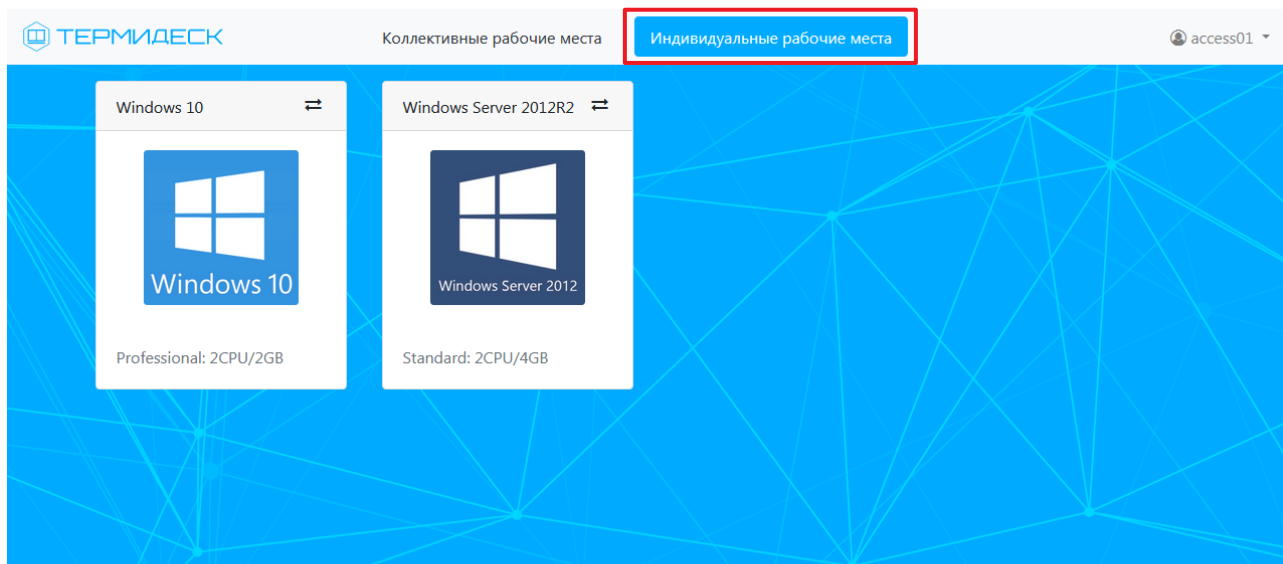 ТЕРМИДЕСК
Коллективные рабочие места
Индивидуальные рабочие места
access01
Windows 10
Windows Server 2012R2
Windows 10
Windows Server 2012
Professional: 2CPU/2GB
Standard: 2CPU/4GB